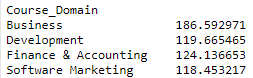 Course_Domain
Business 186.592971
Development 119.665465
Finance & Accounting 124.136653
Software Marketing 118.453217